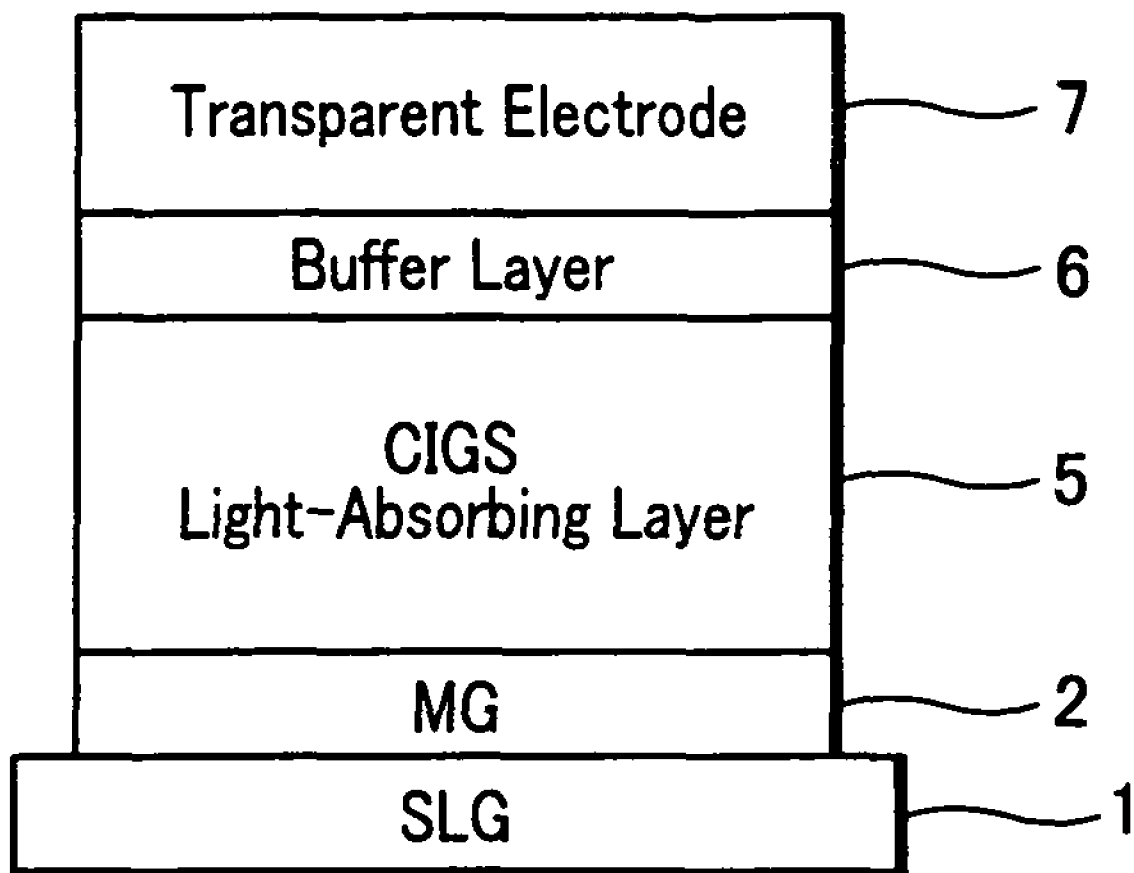 Transparent Electrode 7
Buffer Layer 6
CIGS
Light-Absorbing Layer 5
MG 2
SLG 1